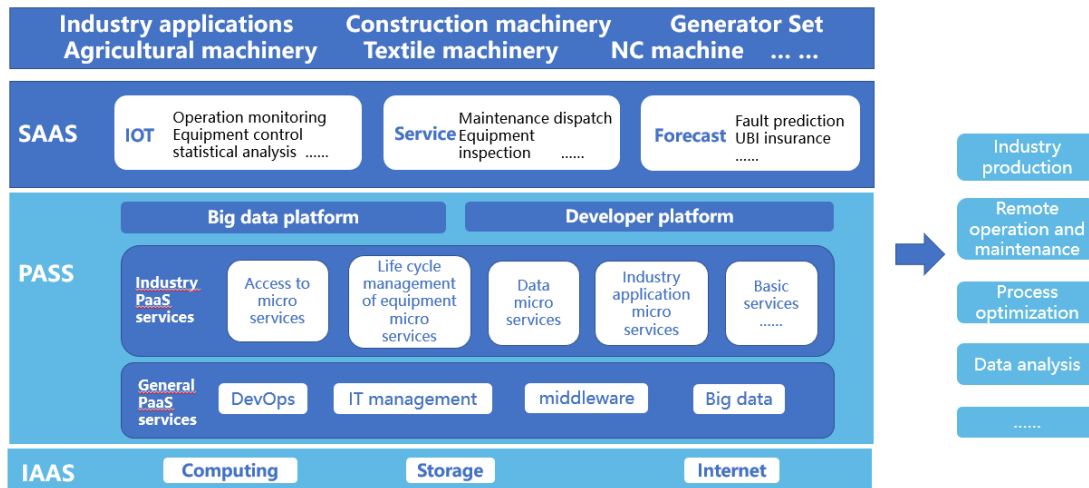 Industry applications Construction machinery Generator Set
Agricultural machinery Textile machinery NC machine ... ...
SAAS
IOT
Operation monitoring
Equipment control
statistical analysis ......
Service
Maintenance dispatch
Equipment
inspection ......
Forecast
Fault prediction
UBI insurance
......
PASS
Big data platform
Developer platform
Industry
PaaS
services
Access to
micro
services
Life cycle
management
of equipment
micro
services
Data
micro
services
Industry
application
micro
services
Basic
services
......
General
PaaS
services
DevOps
IT management
middleware
Big data
IAAS
Computing
Storage
Internet
Industry
production
Remote
operation and
maintenance
Process
optimization
Data analysis
......